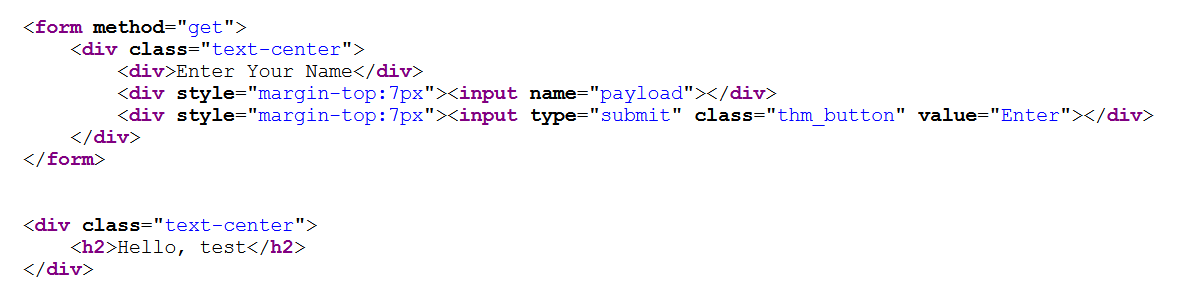 <form method="get">
<div class="text-center">
<div>Enter Your Name</div>
<div style="margin-top:7px"><input name="payload"></div>
<div style="margin-top:7px"><input type="submit" class="thm_button" value="Enter"></div>
</div>
</form>
<div class="text-center">
<h2>Hello, test</h2>
</div>